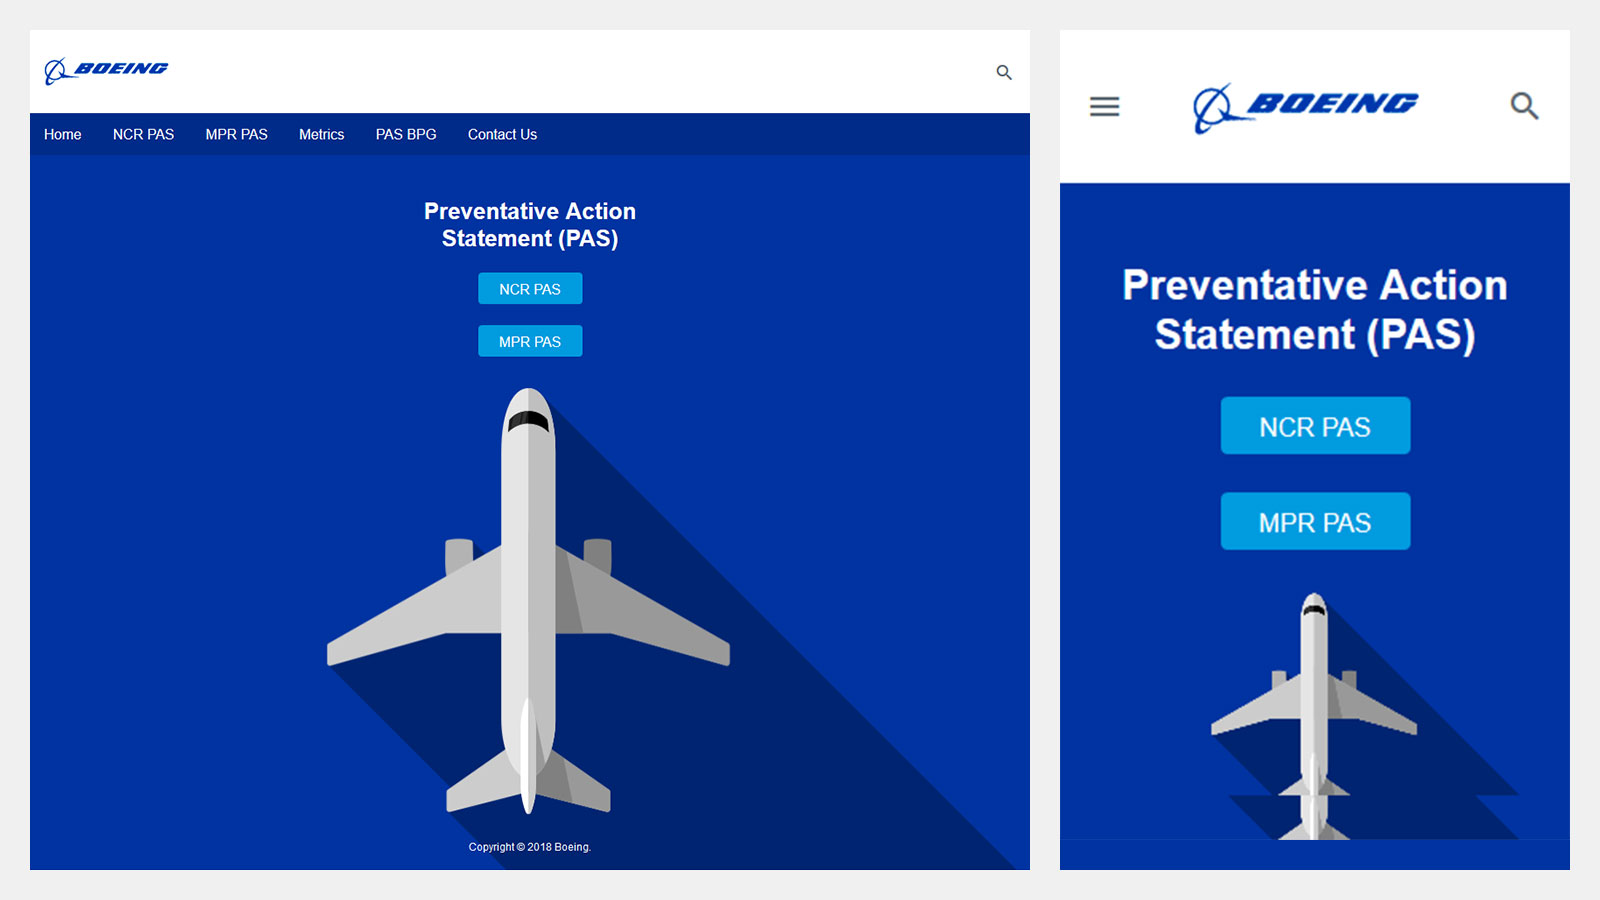 BOEING
Home NCR PAS MPR PAS Metrics PAS BPG Contact Us
Preventative Action
Statement (PAS)
NCR PAS
MPR PAS
Copyright © 2018 Boeing.
BOEING
Preventative Action
Statement (PAS)
NCR PAS
MPR PAS